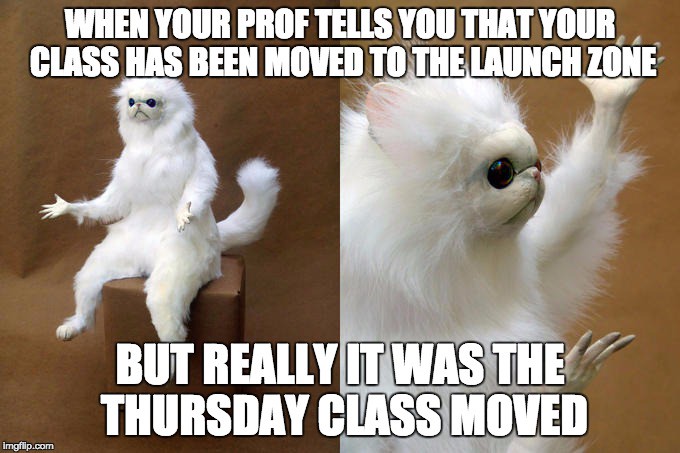 WHEN YOUR PROF TELLS YOU THAT YOUR
CLASS HAS BEEN MOVED TO THE LAUNCH ZONE
BUT REALLY IT WAS THE
THURSDAY CLASS MOVED
imgflip.com